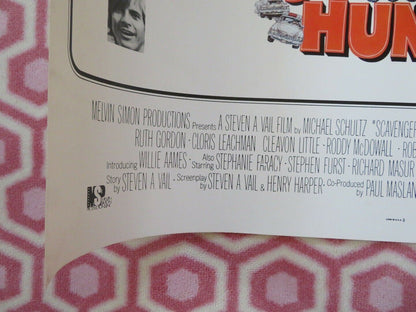 HUN
MELVIN SIMON PRODUCTIONS Presents A STEVEN A. VAIL FILM by MICHAEL SCHULTZ "SCAVENGE
RUTH GORDON · CLORIS LEACHMAN · CLEAVON LITTLE · RODDY McDOWALL · ROB
Introducing WILLIE AAMES · Also Starring STEPHANIE FARACY · STEPHEN FURST · RICHARD MASUR
Story by STEVEN A. VAIL · Screenplay by STEVEN A. VAIL & HENRY HARPER · Co-Produced by PAUL MASLAN